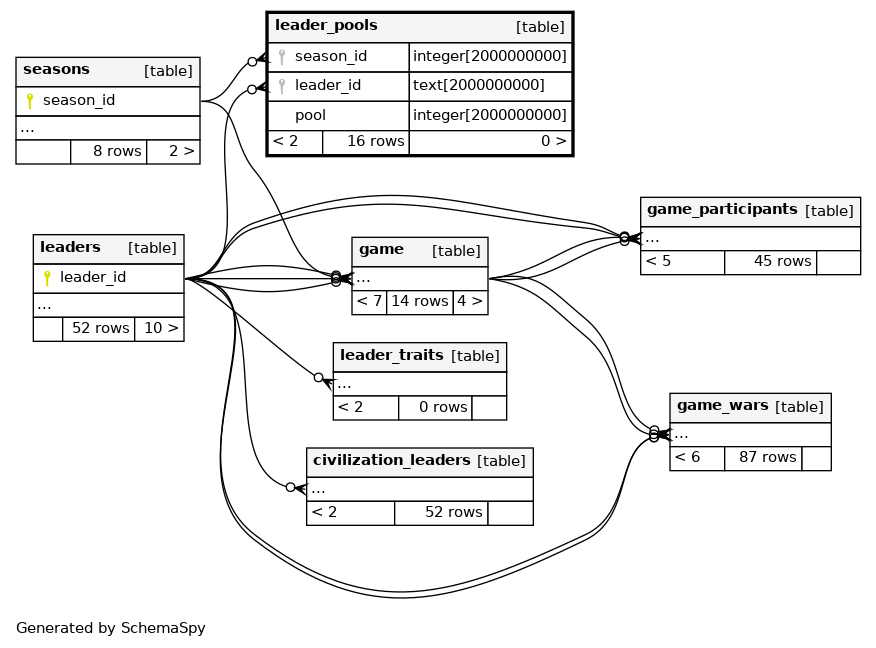 leader_pools [table]
season_id integer[2000000000]
leader_id text[2000000000]
pool integer[2000000000]
< 2 16 rows 0 >
seasons [table]
season_id
...
8 rows 2 >
game_participants [table]
...
< 5 45 rows
leaders [table]
leader_id
...
52 rows 10 >
game [table]
...
< 7 14 rows 4 >
leader_traits [table]
...
< 2 0 rows
game_wars [table]
...
< 6 87 rows
civilization_leaders [table]
...
< 2 52 rows
Generated by SchemaSpy